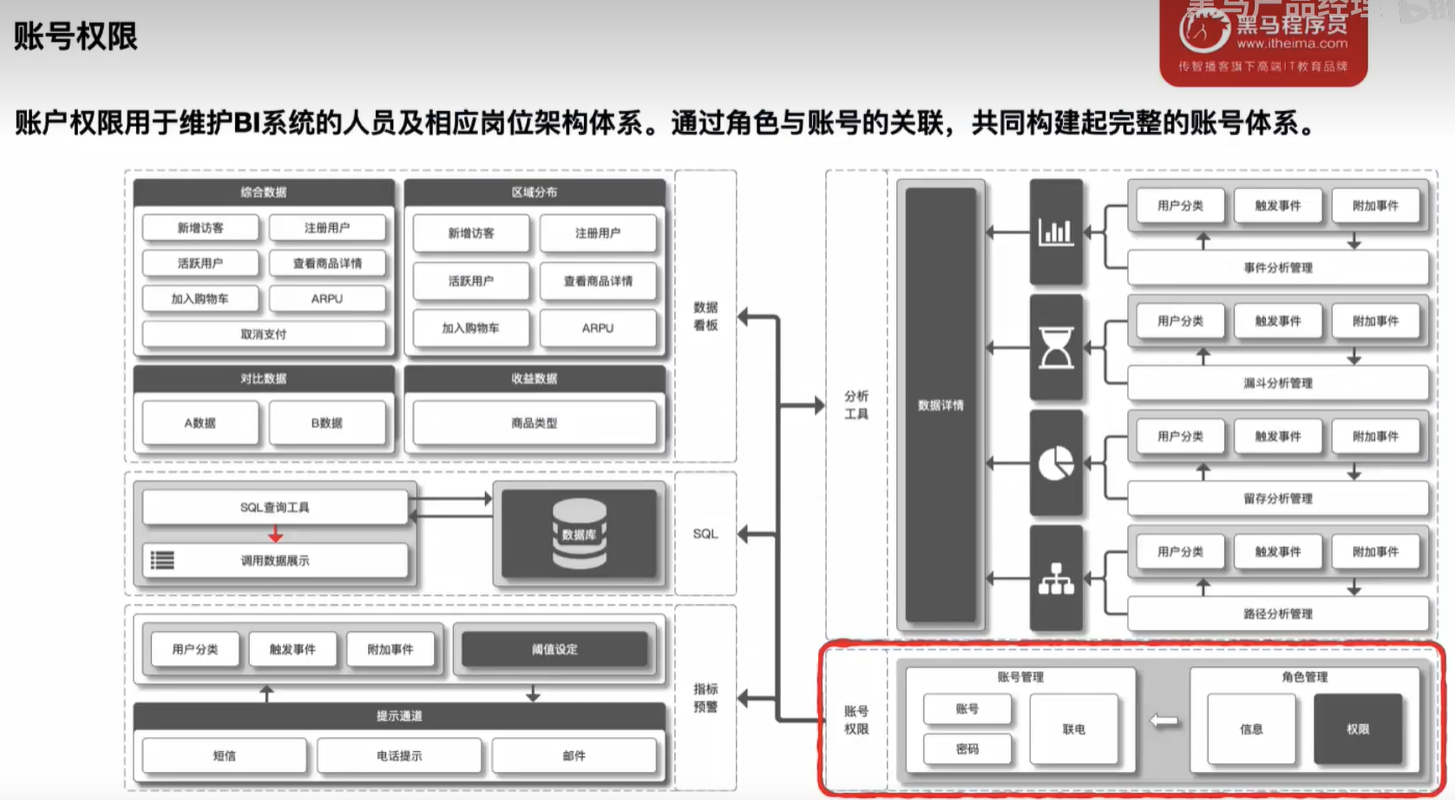 账号权限
黑马产品经理
黑马程序员
www.itheima.com
传智播客旗下高端IT教育品牌
账户权限用于维护BI系统的人员及相应岗位架构体系。通过角色与账号的关联，共同构建起完整的账号体系。
综合数据
新增访客
注册用户
活跃用户
查看商品详情
加入购物车
ARPU
取消支付
区域分布
新增访客
注册用户
活跃用户
查看商品详情
加入购物车
ARPU
对比数据
A数据
B数据
收益数据
商品类型
数据
看板
SQL查询工具
调用数据展示
数据库
SQL
用户分类
触发事件
附加事件
阈值设定
提示通道
短信
电话提示
邮件
指标
预警
分析
工具
数据详情
用户分类
触发事件
附加事件
事件分析管理
用户分类
触发事件
附加事件
漏斗分析管理
用户分类
触发事件
附加事件
留存分析管理
用户分类
触发事件
附加事件
路径分析管理
账号
权限
账号管理
账号
密码
联电
角色管理
信息
权限